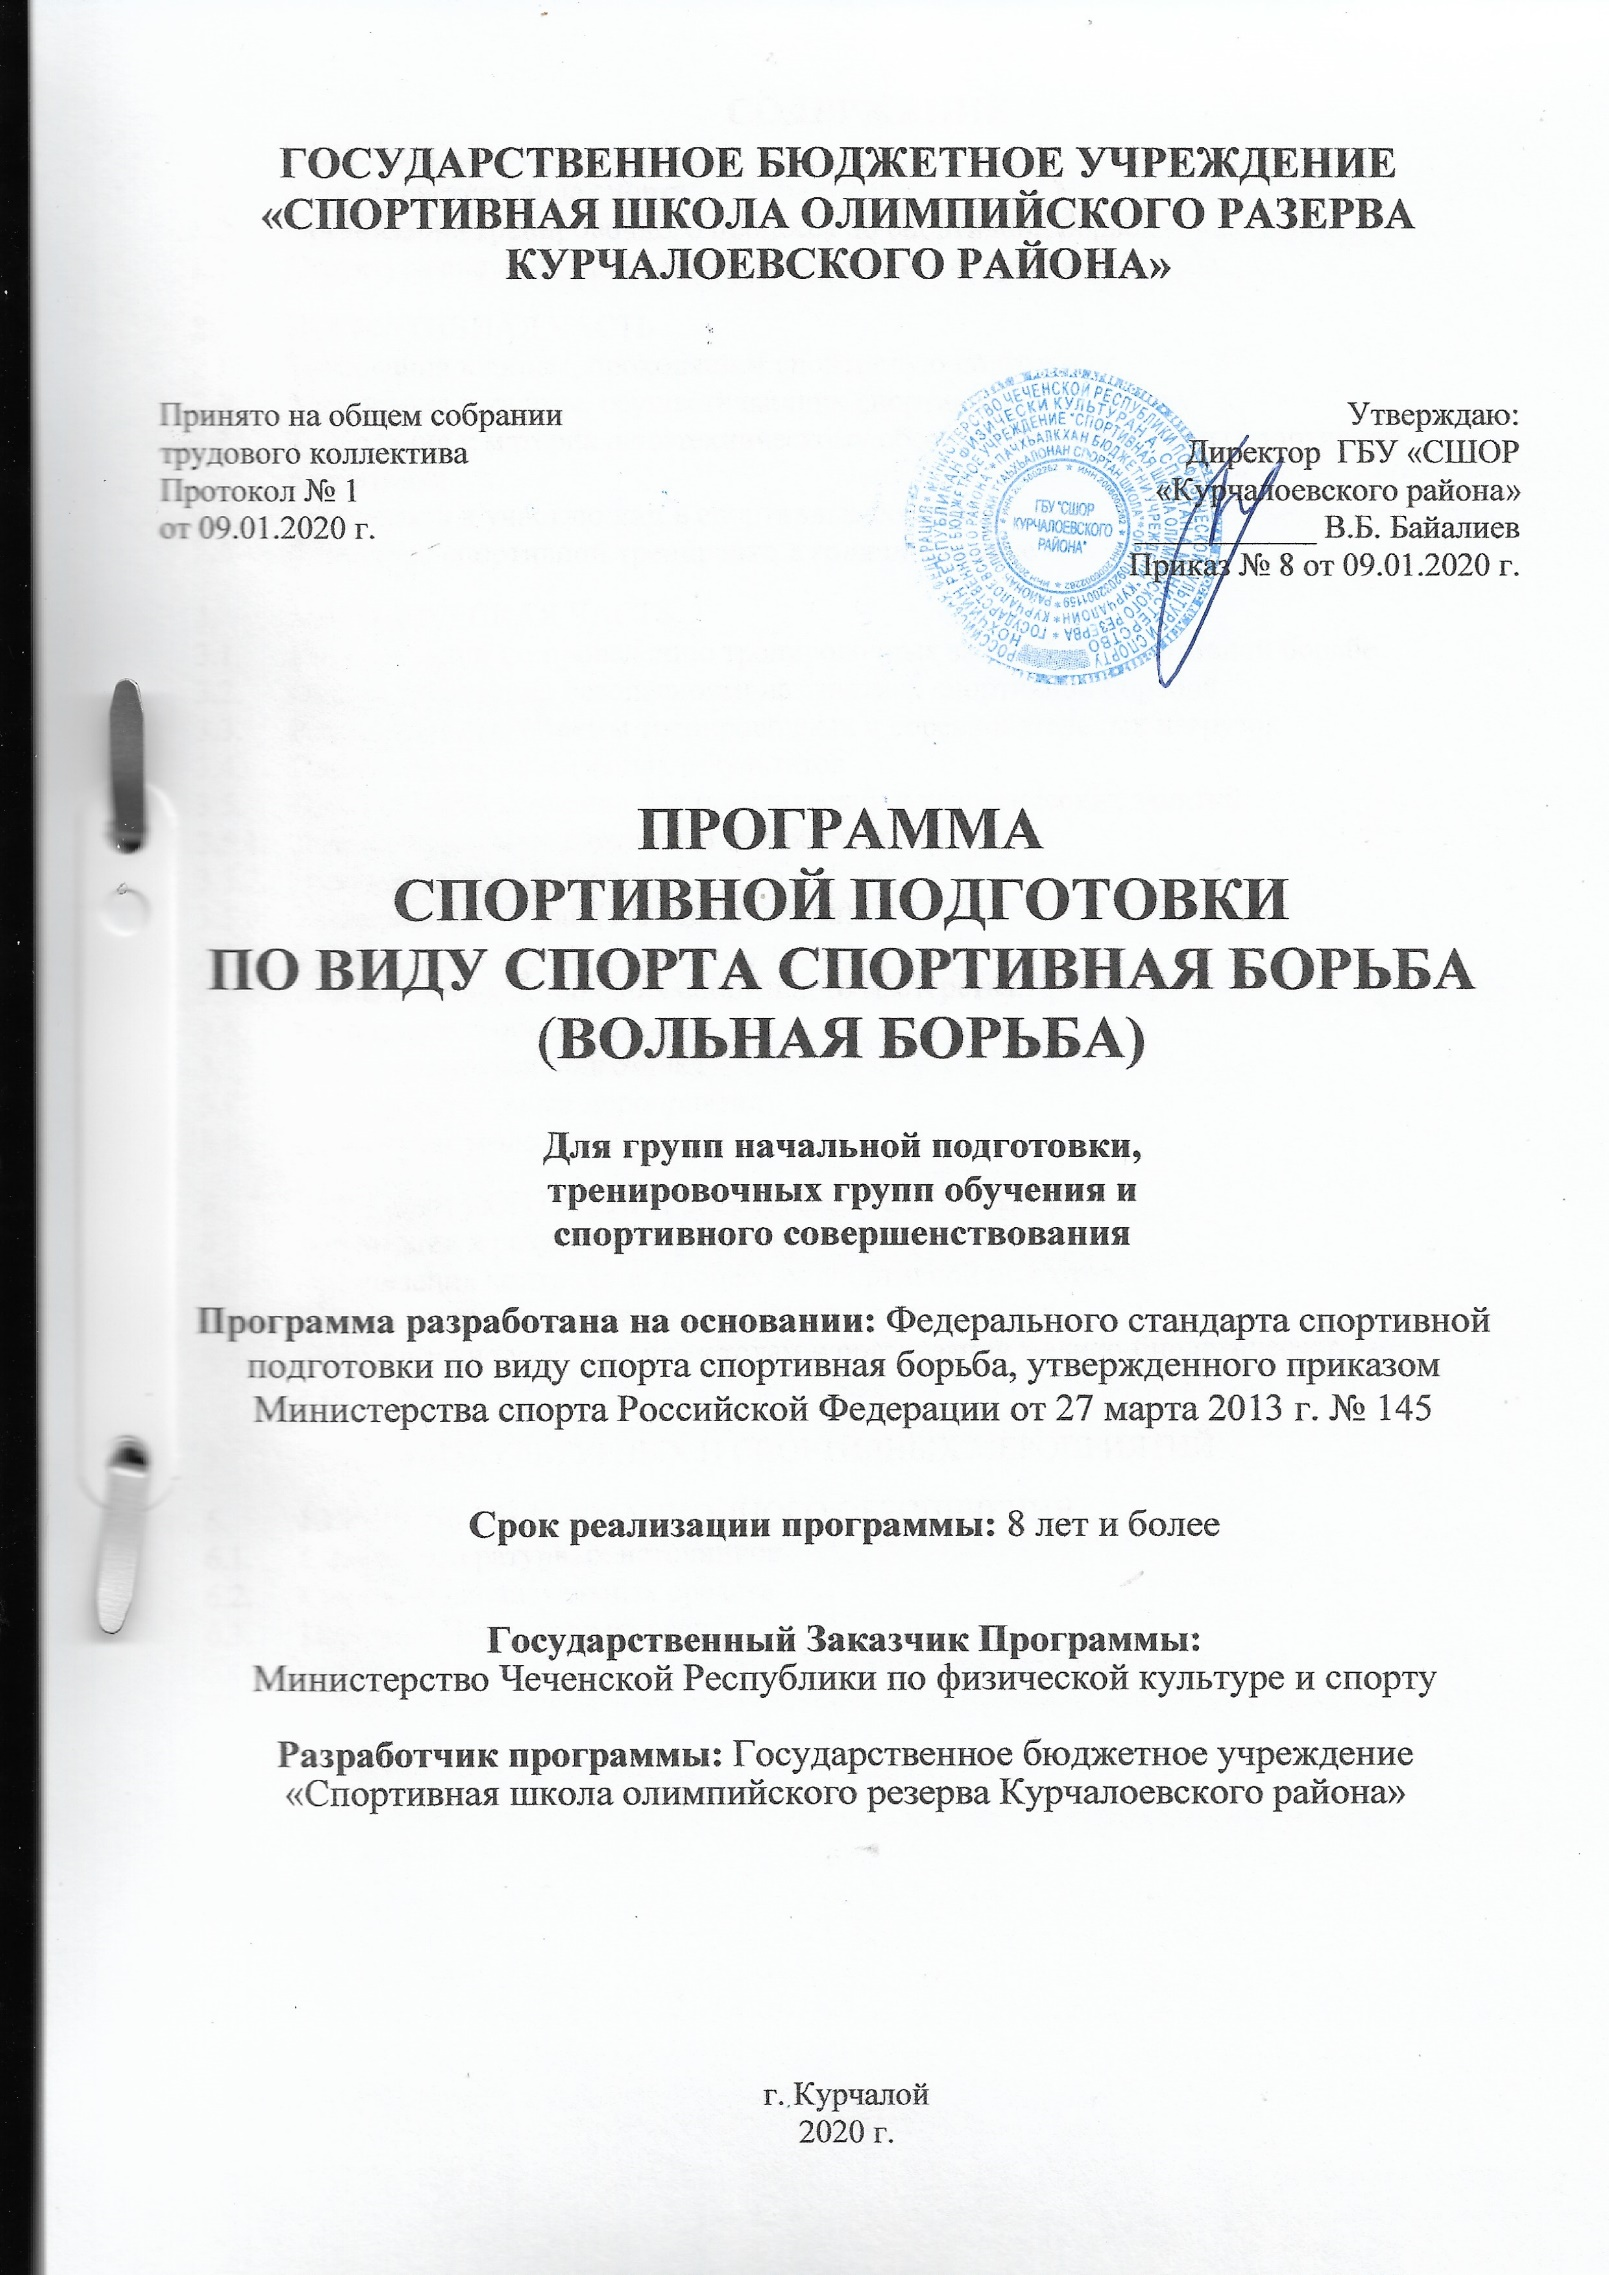 ГОСУДАРСТВЕННОЕ БЮДЖЕТНОЕ УЧРЕЖДЕНИЕ
«СПОРТИВНАЯ ШКОЛА ОЛИМПИЙСКОГО РАЗЕРВА
КУРЧАЛОЕВСКОГО РАЙОНА»
Принято на общем собрании
трудового коллектива
Протокол № 1
от 09.01.2020 г.
Утверждаю:
Директор ГБУ «СШОР
«Курчалоевского района»
____________ В.Б. Байалиев
Приказ № 8 от 09.01.2020 г.
ГБУ "СШОР
КУРЧАЛОЕВСКОГО
РАЙОНА"
ПРОГРАММА
СПОРТИВНОЙ ПОДГОТОВКИ
ПО ВИДУ СПОРТА СПОРТИВНАЯ БОРЬБА
(ВОЛЬНАЯ БОРЬБА)
Для групп начальной подготовки,
тренировочных групп обучения и
спортивного совершенствования
Программа разработана на основании: Федерального стандарта спортивной
подготовки по виду спорта спортивная борьба, утвержденного приказом
Министерства спорта Российской Федерации от 27 марта 2013 г. № 145
Срок реализации программы: 8 лет и более
Государственный Заказчик Программы:
Министерство Чеченской Республики по физической культуре и спорту
Разработчик программы: Государственное бюджетное учреждение
«Спортивная школа олимпийского резерва Курчалоевского района»
г. Курчалой
2020 г.